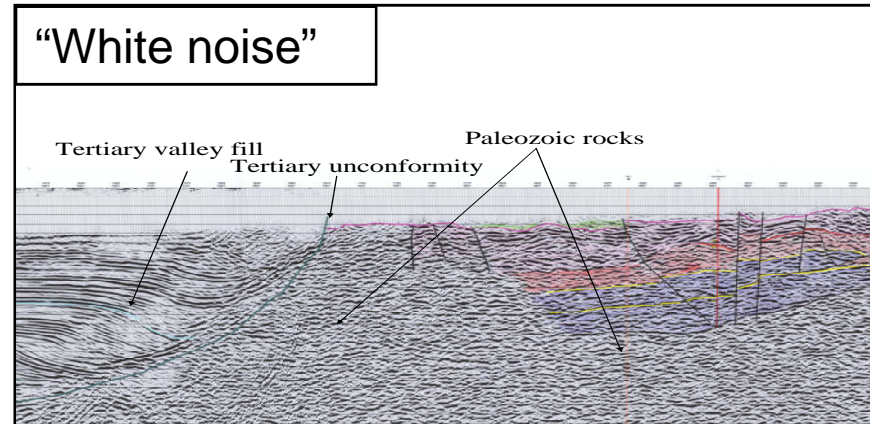 “White noise”
Paleozoic rocks
Tertiary valley fill
Tertiary unconformity